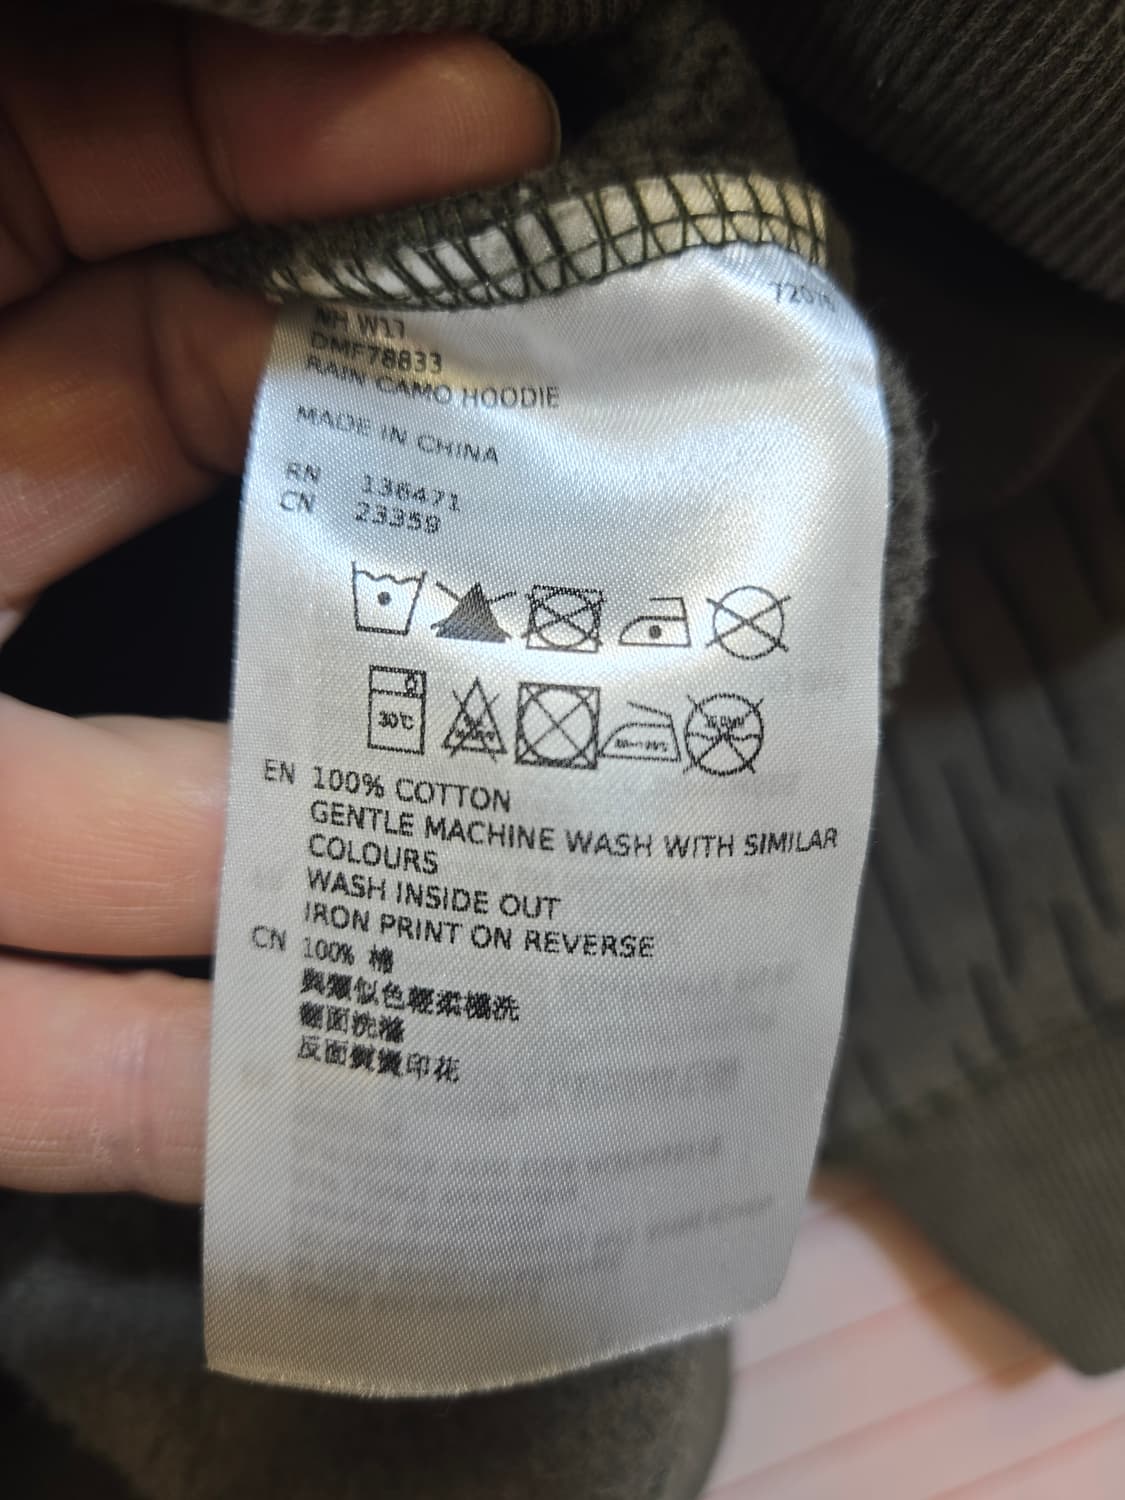 NH W17
DMF78833
RAIN CAMO HOODIE
MADE IN CHINA
RN 136471
CN 23359
30°C
EN 100% COTTON
GENTLE MACHINE WASH WITH SIMILAR
COLOURS
WASH INSIDE OUT
IRON PRINT ON REVERSE
CN 100% 棉
與類似色輕柔機洗
翻面洗滌
反面熨燙印花